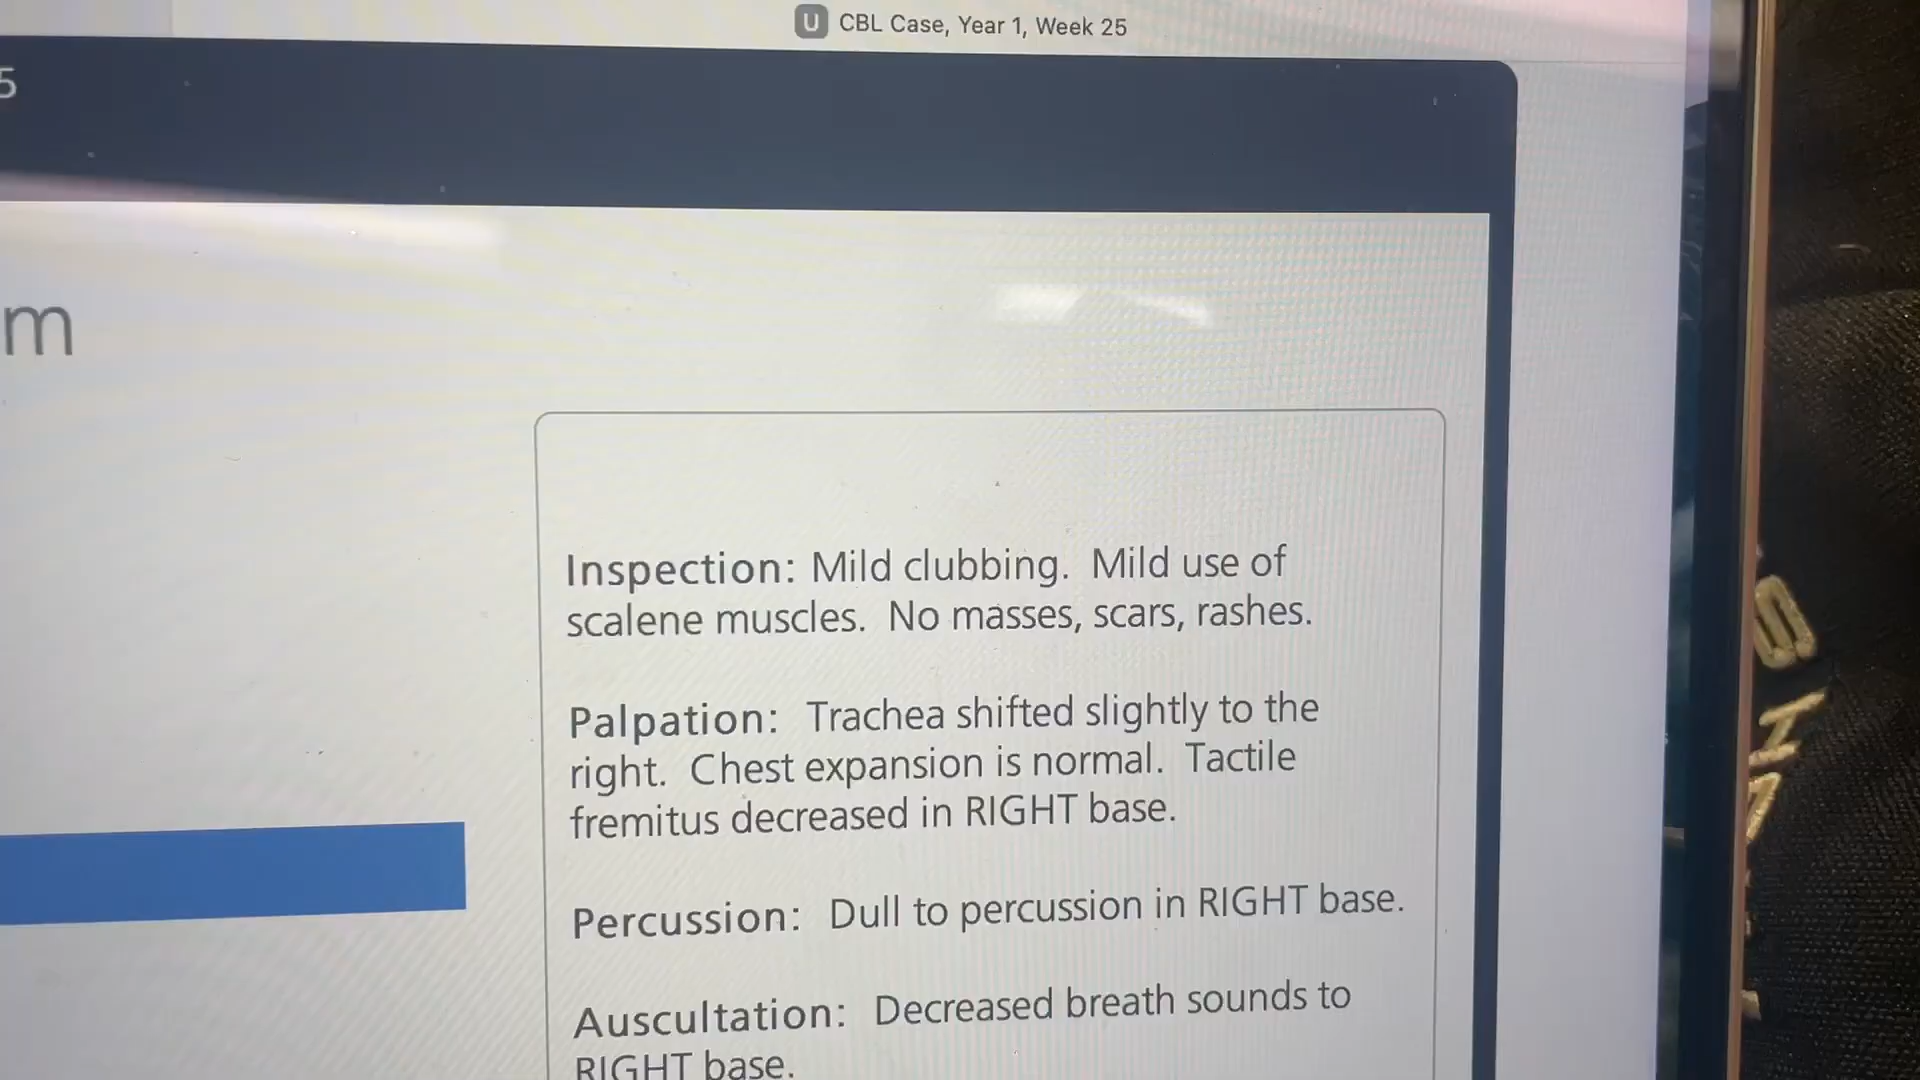 U CBL Case, Year 1, Week 25
5
m
Inspection: Mild clubbing. Mild use of
scalene muscles. No masses, scars, rashes.
Palpation: Trachea shifted slightly to the
right. Chest expansion is normal. Tactile
fremitus decreased in RIGHT base.
Percussion: Dull to percussion in RIGHT base.
Auscultation: Decreased breath sounds to
RIGHT base.